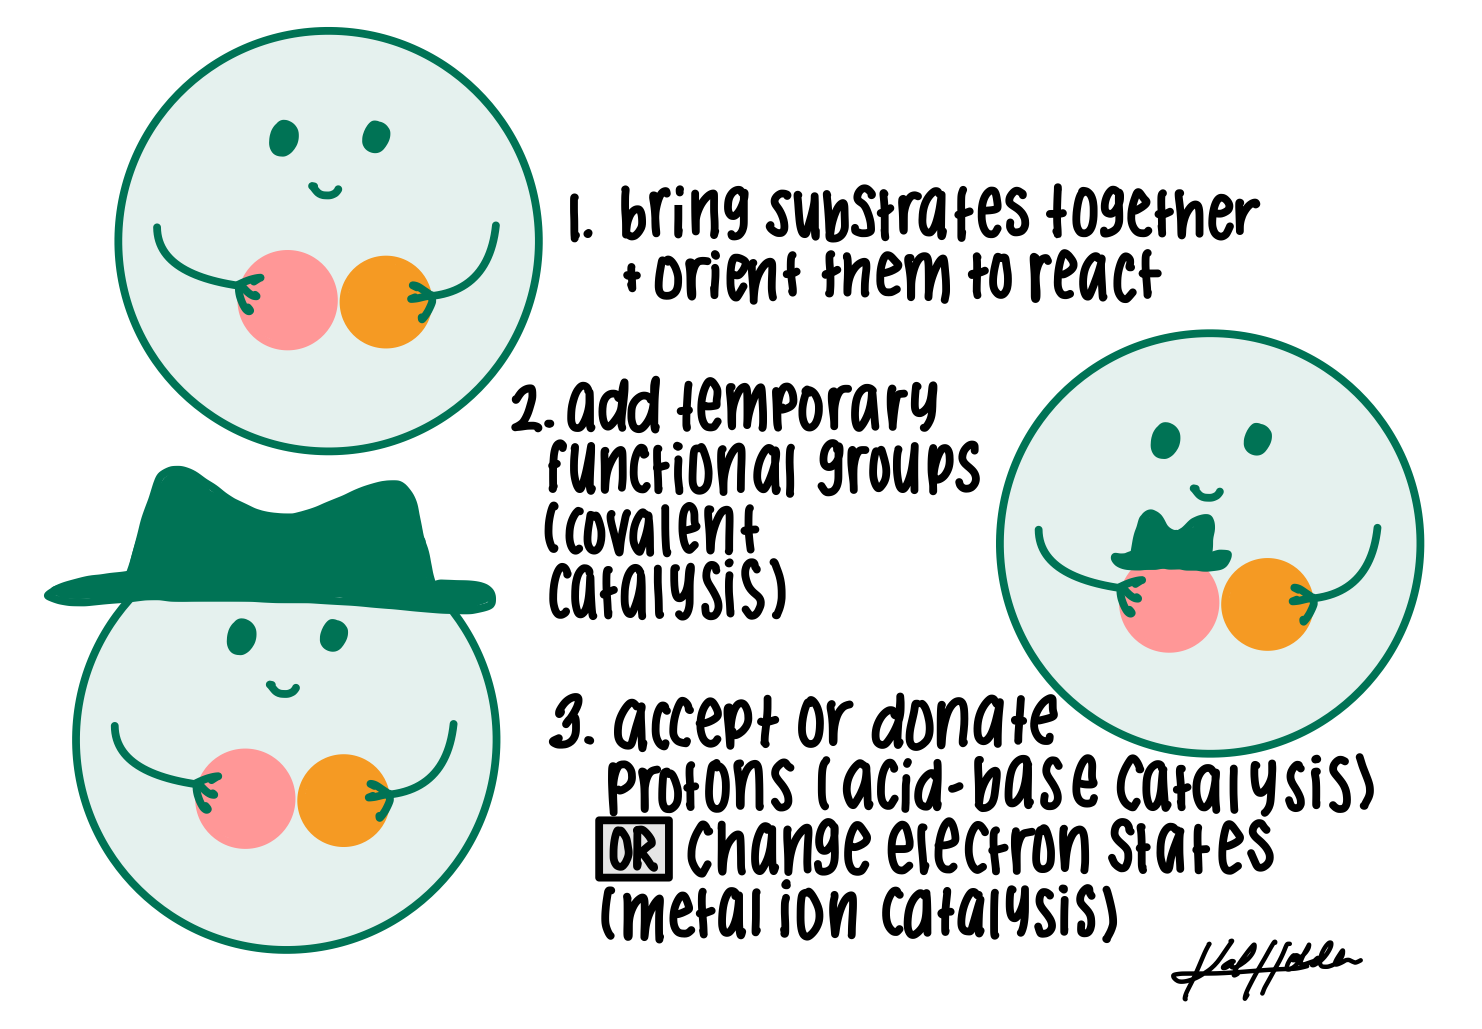 1. bring substrates together
+ orient them to react
2. add temporary
functional groups
(covalent
catalysis)
3. accept or donate
protons (acid-base catalysis)
OR change electron states
(metal ion catalysis)